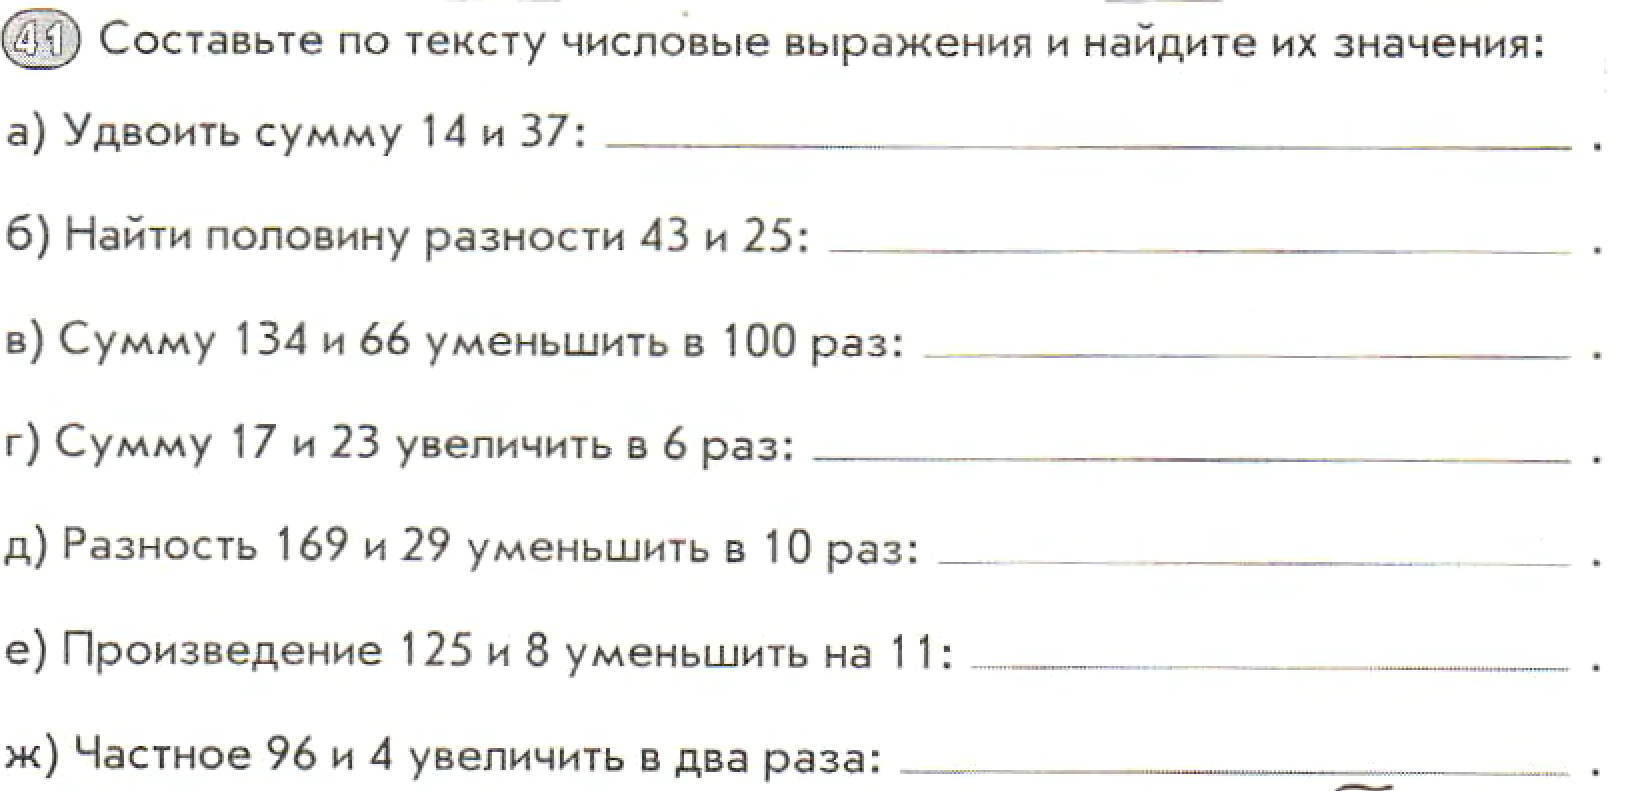 41 Составьте по тексту числовые выражения и найдите их значения:
а) Удвоить сумму 14 и 37: .
б) Найти половину разности 43 и 25: .
в) Сумму 134 и 66 уменьшить в 100 раз: .
г) Сумму 17 и 23 увеличить в 6 раз: .
д) Разность 169 и 29 уменьшить в 10 раз: .
е) Произведение 125 и 8 уменьшить на 11: .
ж) Частное 96 и 4 увеличить в два раза: .